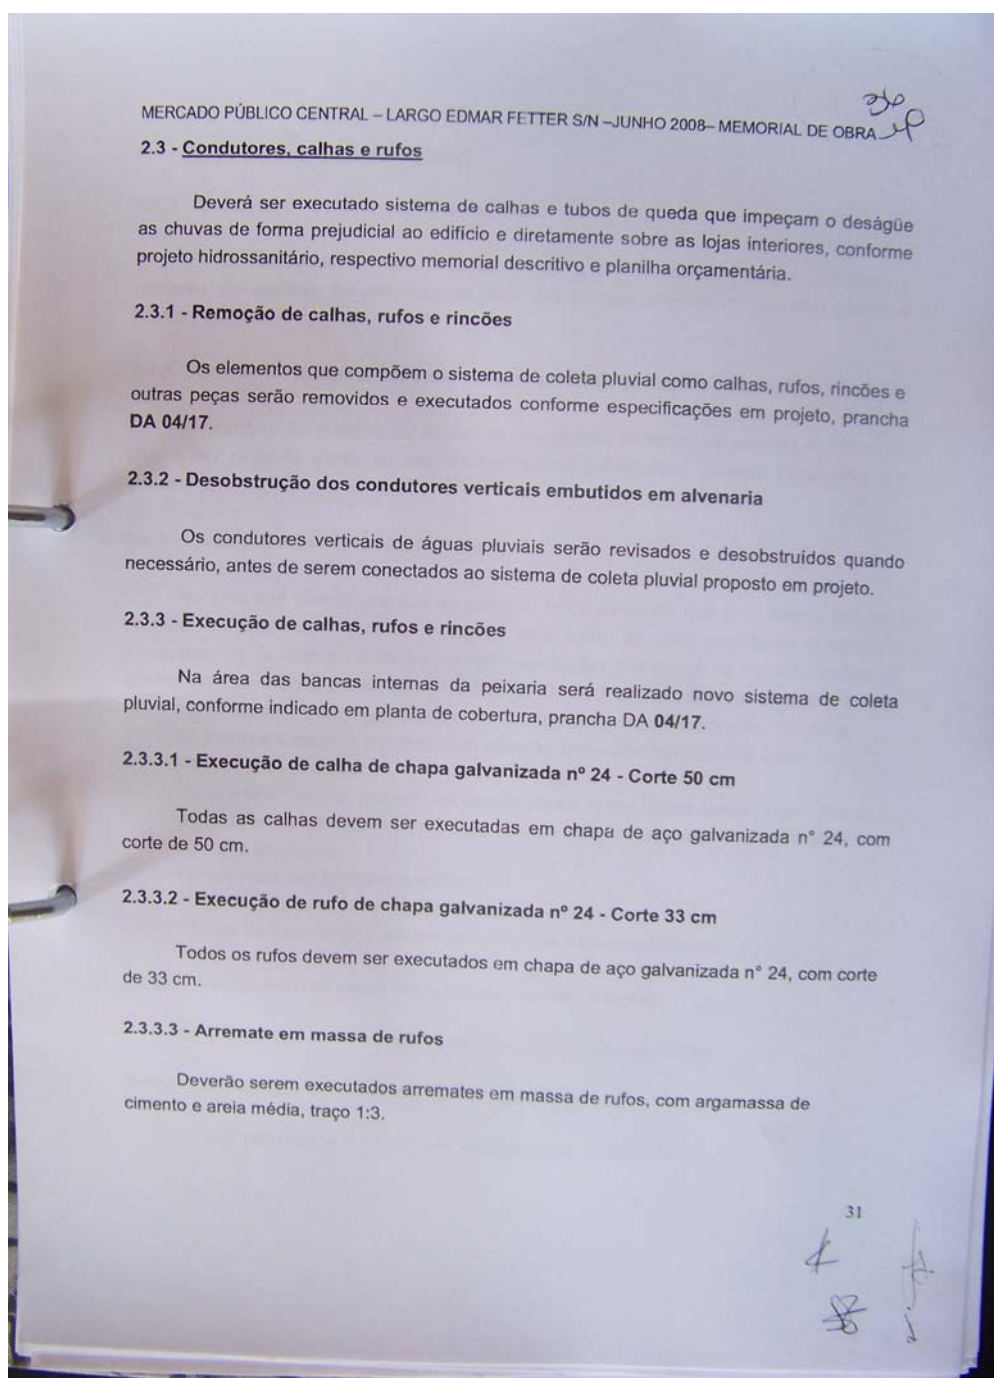 MERCADO PÚBLICO CENTRAL – LARGO EDMAR FETTER S/N –JUNHO 2008– MEMORIAL DE OBRA
2.3 - Condutores, calhas e rufos
Deverá ser executado sistema de calhas e tubos de queda que impeçam o deságüe
as chuvas de forma prejudicial ao edifício e diretamente sobre as lojas interiores, conforme
projeto hidrossanitário, respectivo memorial descritivo e planilha orçamentária.
2.3.1 - Remoção de calhas, rufos e rincões
Os elementos que compõem o sistema de coleta pluvial como calhas, rufos, rincões e
outras peças serão removidos e executados conforme especificações em projeto, prancha
DA 04/17.
2.3.2 - Desobstrução dos condutores verticais embutidos em alvenaria
Os condutores verticais de águas pluviais serão revisados e desobstruídos quando
necessário, antes de serem conectados ao sistema de coleta pluvial proposto em projeto.
2.3.3 - Execução de calhas, rufos e rincões
Na área das bancas internas da peixaria será realizado novo sistema de coleta
pluvial, conforme indicado em planta de cobertura, prancha DA 04/17.
2.3.3.1 - Execução de calha de chapa galvanizada nº 24 - Corte 50 cm
Todas as calhas devem ser executadas em chapa de aço galvanizada n° 24, com
corte de 50 cm.
2.3.3.2 - Execução de rufo de chapa galvanizada nº 24 - Corte 33 cm
Todos os rufos devem ser executados em chapa de aço galvanizada n° 24, com corte
de 33 cm.
2.3.3.3 - Arremate em massa de rufos
Deverão serem executados arremates em massa de rufos, com argamassa de
cimento e areia média, traço 1:3.
31